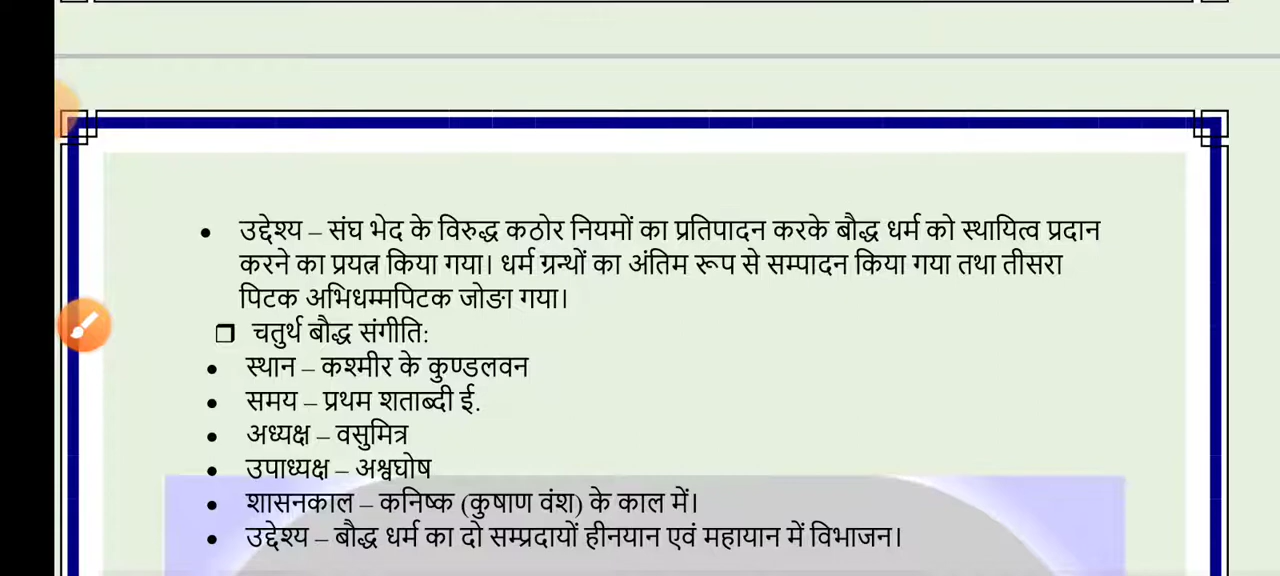 • उद्देश्य – संघ भेद के विरुद्ध कठोर नियमों का प्रतिपादन करके बौद्ध धर्म को स्थायित्व प्रदान
करने का प्रयत्न किया गया। धर्म ग्रन्थों का अंतिम रूप से सम्पादन किया गया तथा तीसरा
पिटक अभिधम्मपिटक जोङा गया।
❒ चतुर्थ बौद्ध संगीति:
• स्थान – कश्मीर के कुण्डलवन
• समय – प्रथम शताब्दी ई.
• अध्यक्ष – वसुमित्र
• उपाध्यक्ष – अश्वघोष
• शासनकाल – कनिष्क (कुषाण वंश) के काल में।
• उद्देश्य – बौद्ध धर्म का दो सम्प्रदायों हीनयान एवं महायान में विभाजन।